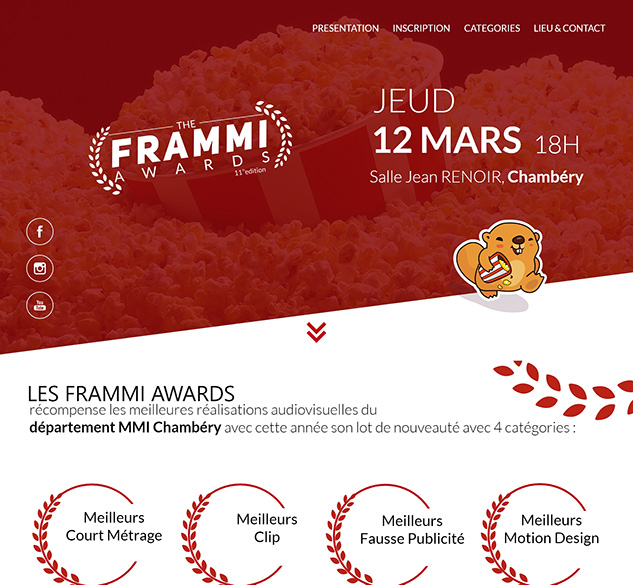 PRESENTATION INSCRIPTION CATEGORIES LIEU & CONTACT
THE
FRAMMI
AWARDS
11°edition
JEUD
12 MARS 18H
Salle Jean RENOIR, Chambéry
f
You
Tube
LES FRAMMI AWARDS
récompense les meilleures réalisations audiovisuelles du
département MMI Chambéry avec cette année son lot de nouveauté avec 4 catégories :
Meilleurs
Court Métrage
Meilleurs
Clip
Meilleurs
Fausse Publicité
Meilleurs
Motion Design